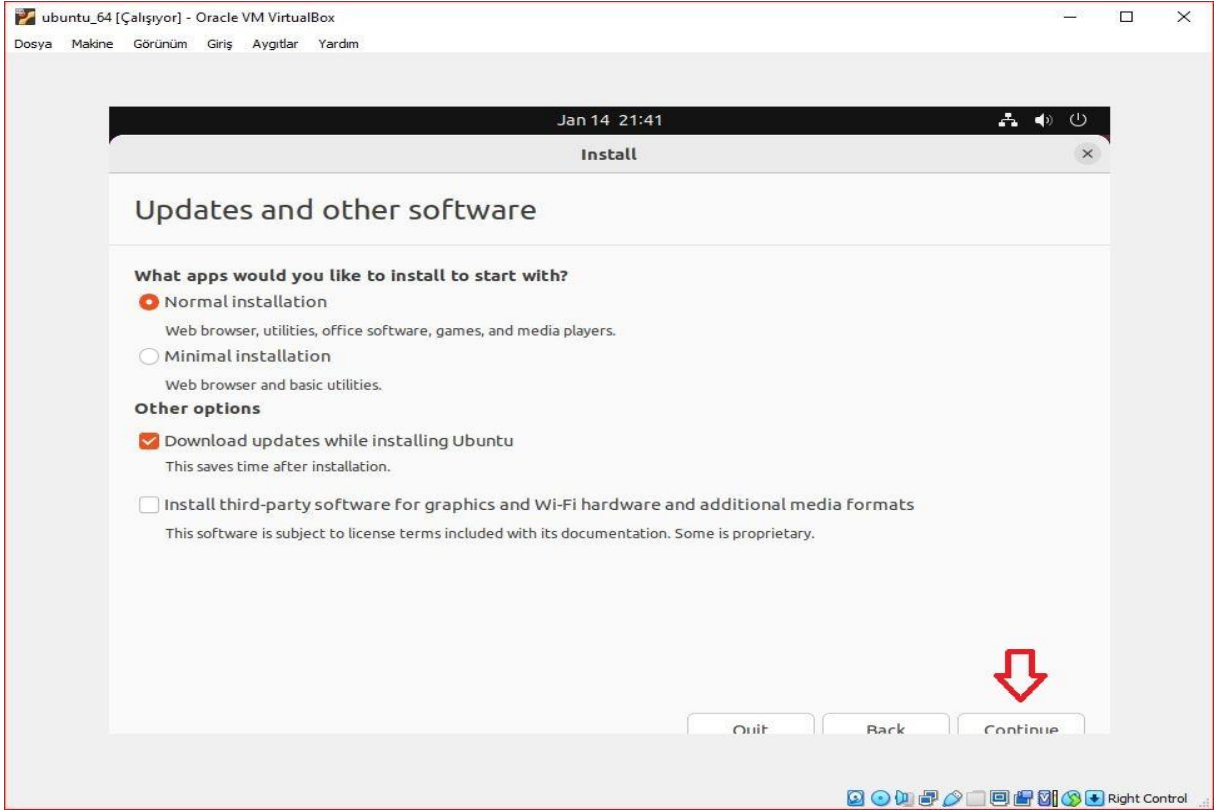 ubuntu_64 [Çalışıyor] - Oracle VM VirtualBox
Dosya Makine Görünüm Giriş Aygıtlar Yardım
Jan 14 21:41
Install
Updates and other software
What apps would you like to install to start with?
Normal installation
Web browser, utilities, office software, games, and media players.
Minimal installation
Web browser and basic utilities.
Other options
Download updates while installing Ubuntu
This saves time after installation.
Install third-party software for graphics and Wi-Fi hardware and additional media formats
This software is subject to license terms included with its documentation. Some is proprietary.
Quit Back Continue
Right Control